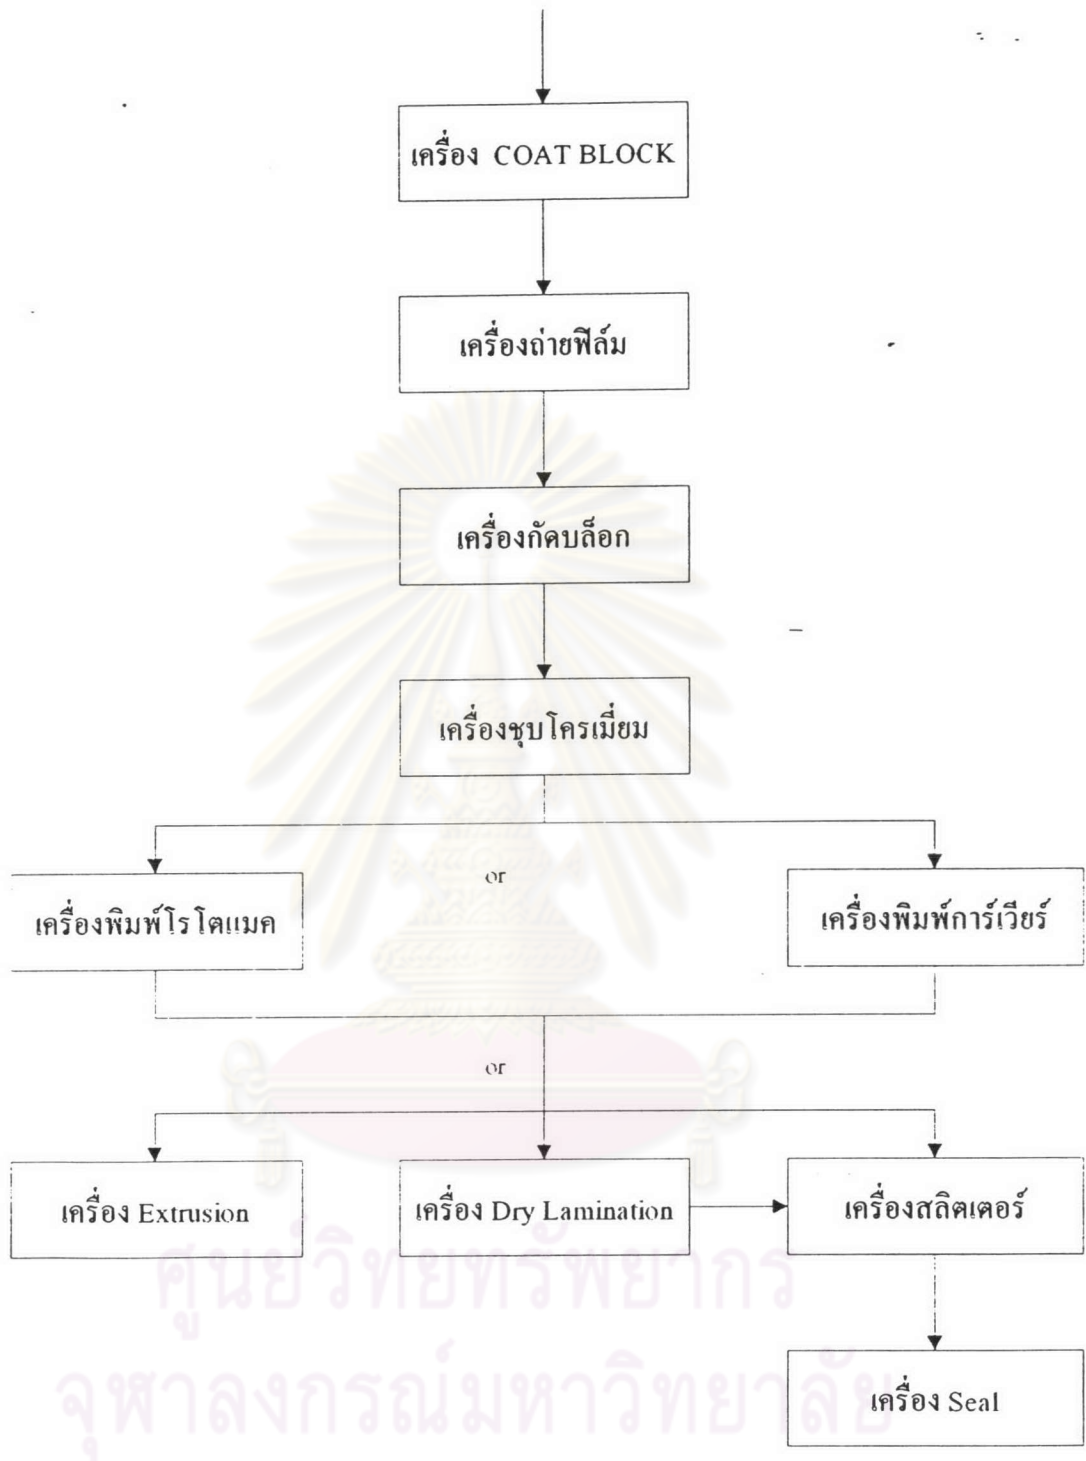 เครื่อง COAT BLOCK
เครื่องถ่ายฟิล์ม
เครื่องกัดบล็อก
เครื่องชุบโครเมี่ยม
or
เครื่องพิมพ์โรโตแมค
เครื่องพิมพ์การ์เวียร์
or
เครื่อง Extrusion
เครื่อง Dry Lamination
เครื่องสลิตเตอร์
เครื่อง Seal
ศูนย์วิทยทรัพยากร
จุฬาลงกรณ์มหาวิทยาลัย